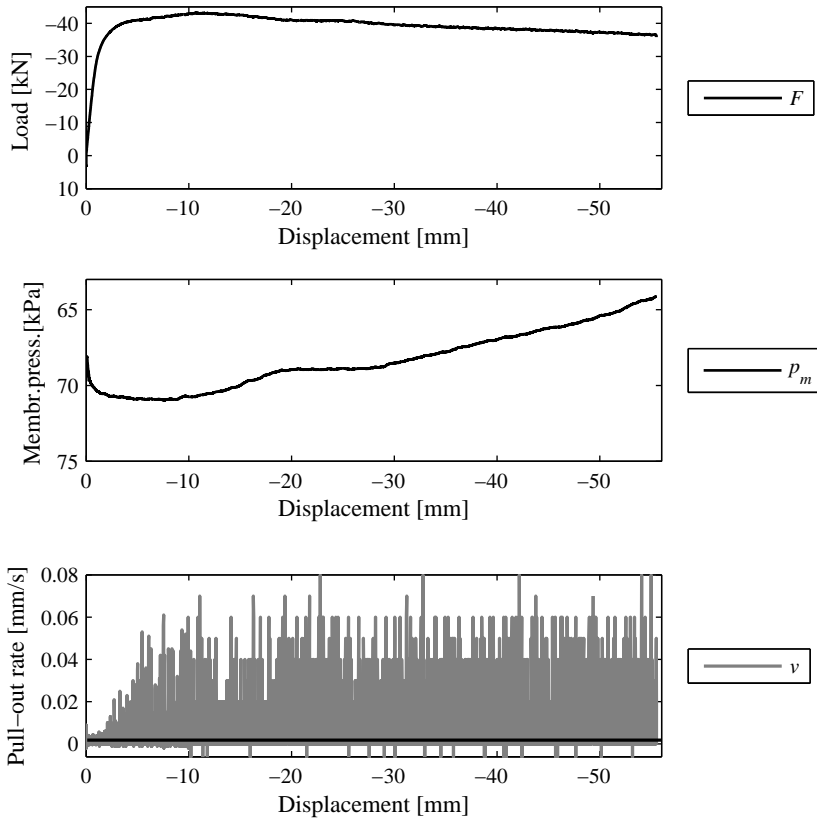 −40
−30
−20
−10
0
10
Load [kN]
0 −10 −20 −30 −40 −50
Displacement [mm]
F
65
70
75
Membr.press.[kPa]
0 −10 −20 −30 −40 −50
Displacement [mm]
p_m
0.08
0.06
0.04
0.02
0
Pull−out rate [mm/s]
0 −10 −20 −30 −40 −50
Displacement [mm]
v